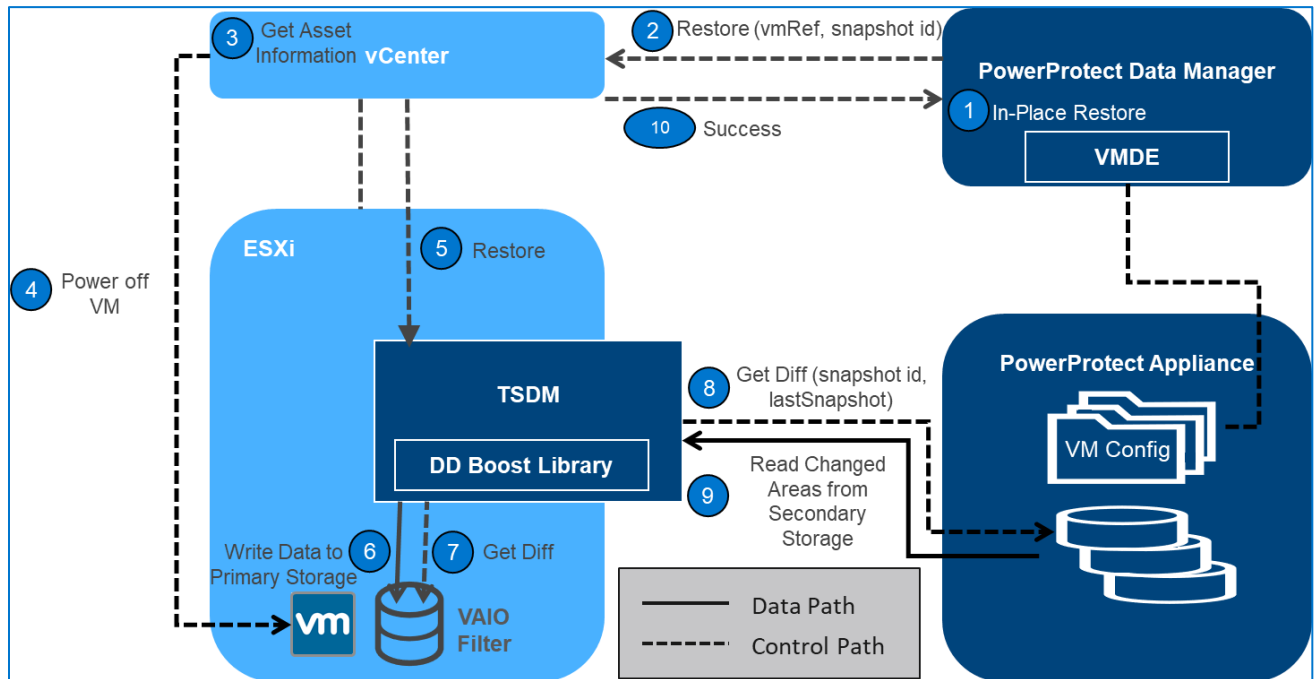 3
Get Asset
Information
vCenter
2
Restore (vmRef, snapshot id)
10
Success
PowerProtect Data Manager
1
In-Place Restore
VMDE
ESXi
4
Power off
VM
5
Restore
TSDM
DD Boost Library
8
Get Diff (snapshot id,
lastSnapshot)
9
Read Changed
Areas from
Secondary
Storage
PowerProtect Appliance
VM Config
Write Data to
Primary Storage
6
7
Get Diff
vm
VAIO
Filter
Data Path
Control Path